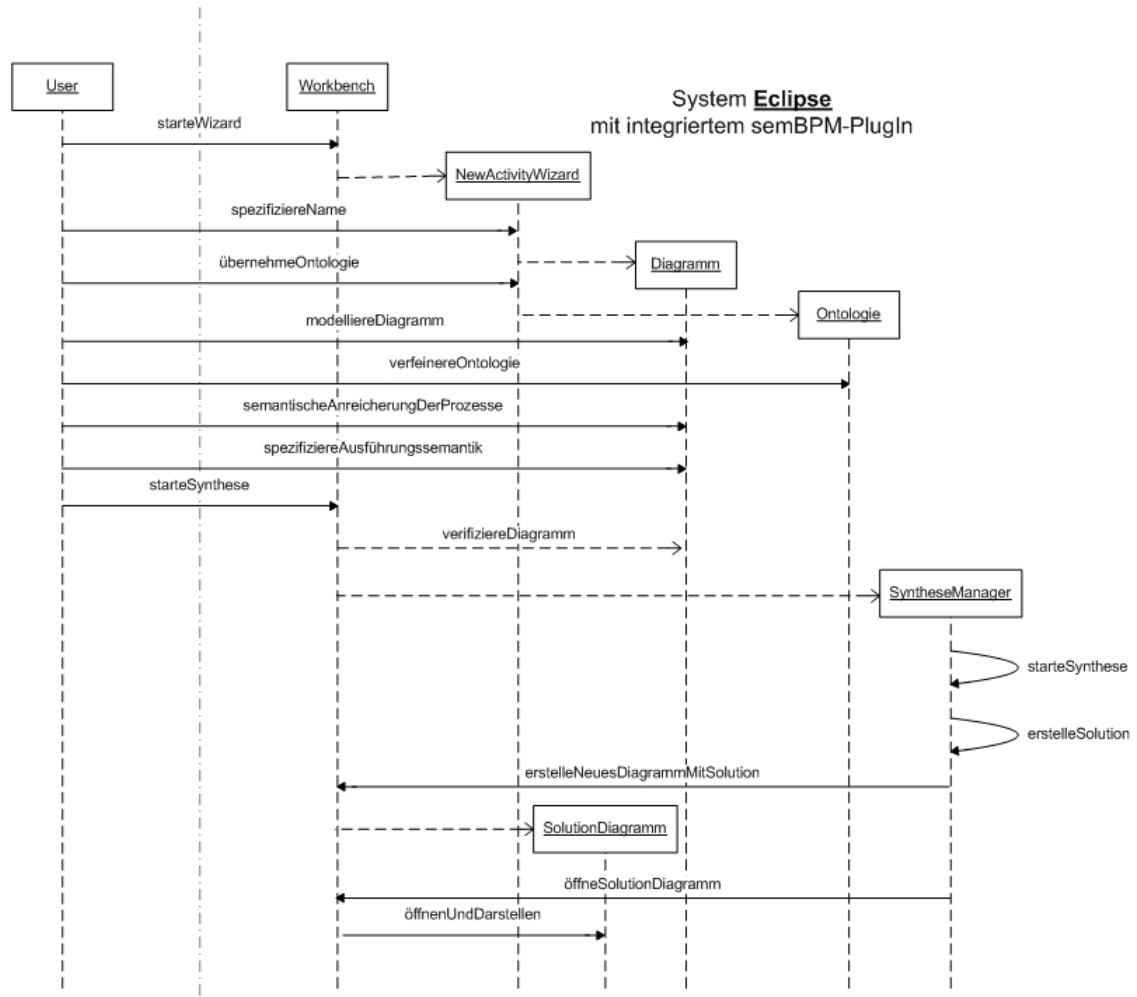 User
Workbench
System Eclipse
mit integriertem semBPM-PlugIn
starteWizard
NewActivityWizard
spezifiziereName
übernehmeOntologie
Diagramm
Ontologie
modelliereDiagramm
verfeinereOntologie
semantischeAnreicherungDerProzesse
spezifiziereAusführungssemantik
starteSynthese
verifiziereDiagramm
SyntheseManager
starteSynthese
erstelleSolution
erstelleNeuesDiagrammMitSolution
SolutionDiagramm
öffneSolutionDiagramm
öffnenUndDarstellen